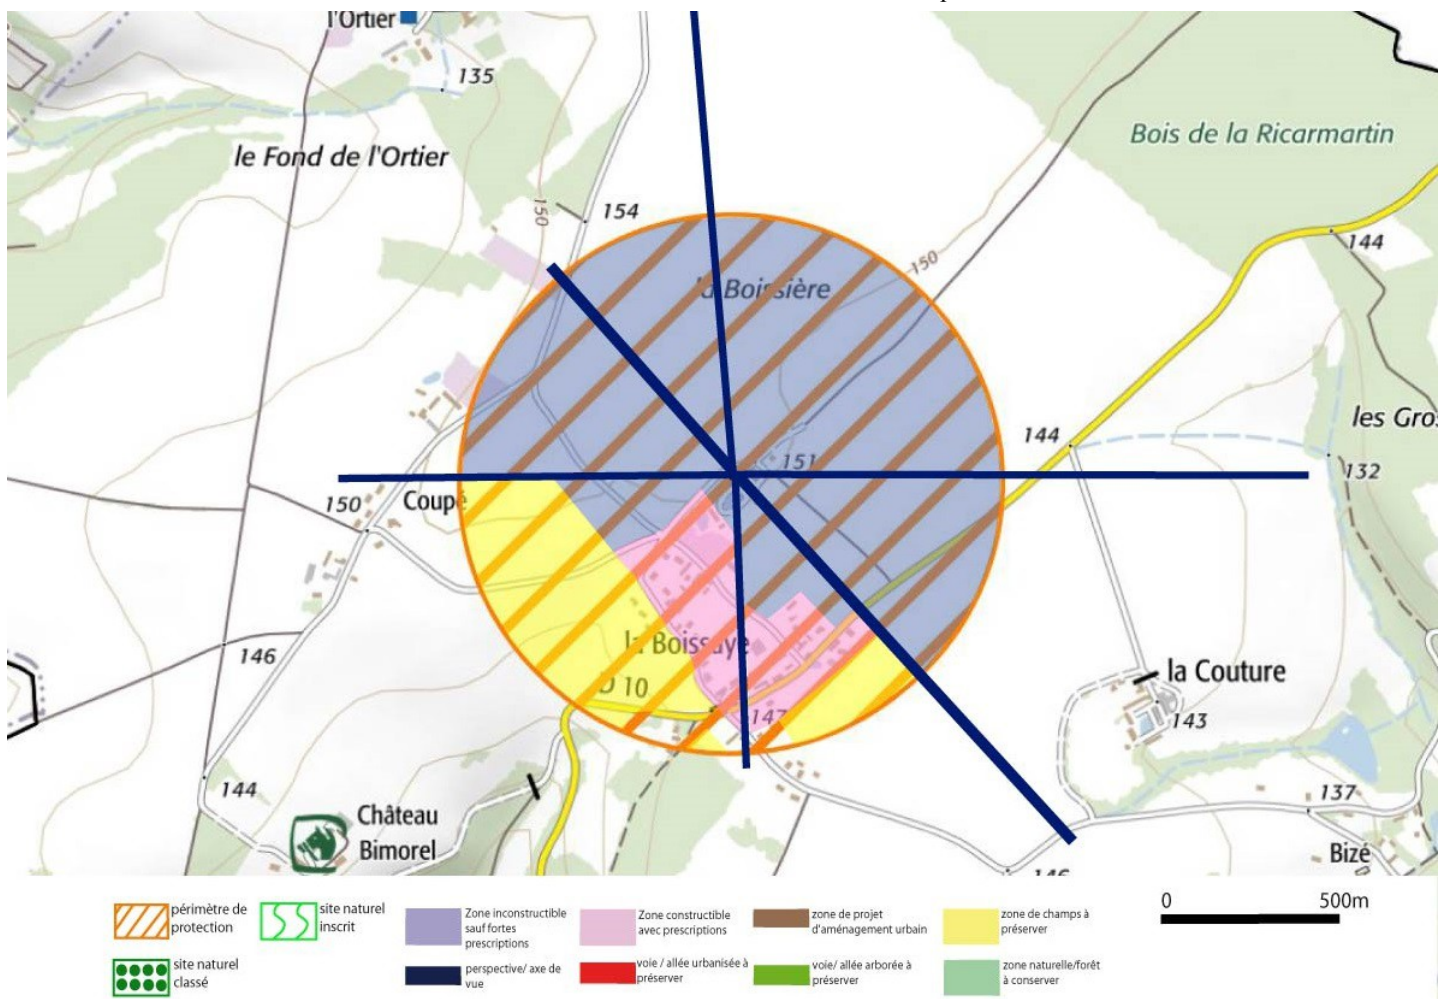 l'Ortier
135
le Fond de l'Ortier
Bois de la Ricarmartin
150
154
144
la Boissière
150
les Gros
144
151
132
150
Coupé
la Boissaye
D 10
146
la Couture
147
143
144
137
Château
Bimorel
Bizé
146
0 500m
périmètre de
protection
site naturel
inscrit
Zone inconstructible
sauf fortes
prescriptions
Zone constructible
avec prescriptions
zone de projet
d'aménagement urbain
zone de champs à
préserver
site naturel
classé
perspective/ axe de
vue
voie / allée urbanisée à
préserver
voie/ allée arborée à
préserver
zone naturelle/forêt
à conserver